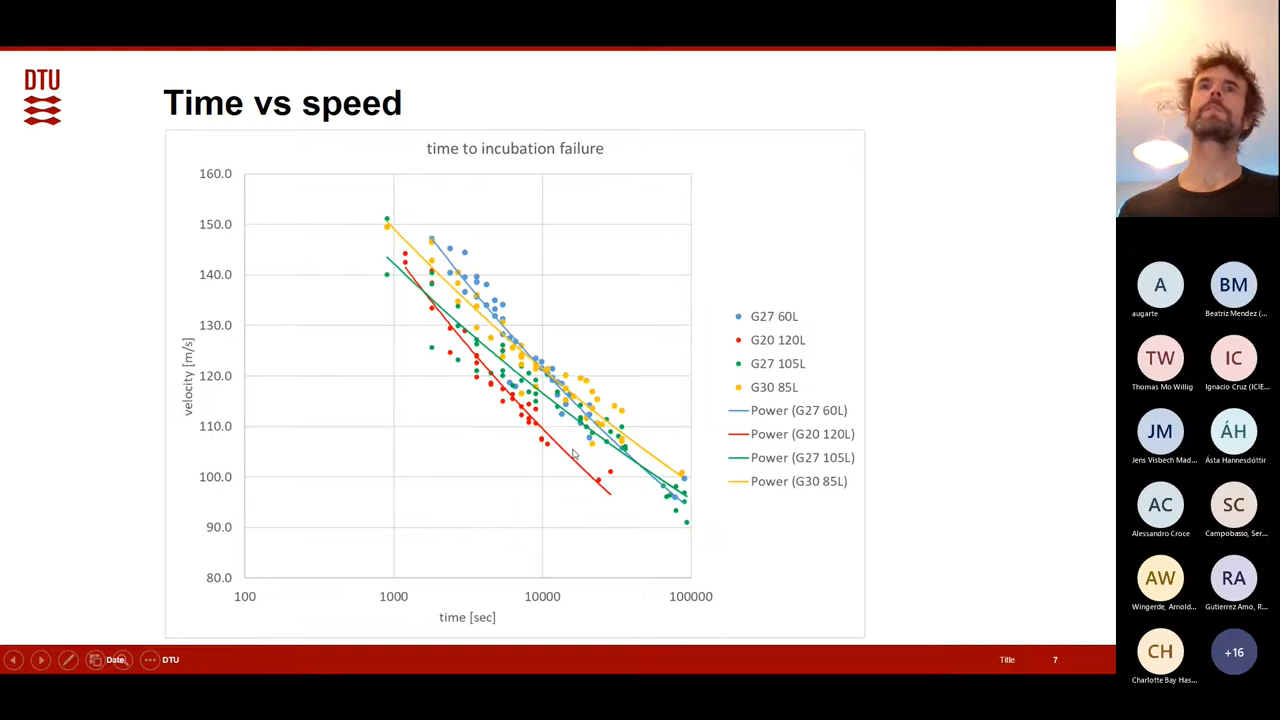 DTU
Time vs speed
time to incubation failure
160.0
150.0
140.0
130.0
120.0
110.0
100.0
90.0
80.0
velocity [m/s]
100
1000
10000
100000
time [sec]
G27 60L
G20 120L
G27 105L
G30 85L
Power (G27 60L)
Power (G20 120L)
Power (G27 105L)
Power (G30 85L)
Date
DTU
Title
7
A
augarte
BM
Beatriz Mendez (...
TW
Thomas Mo Willig
IC
Ignacio Cruz (ICIE...
JM
Jens Visbech Mad...
ÁH
Ásta Hannesdóttir
AC
Alessandro Croce
SC
Campobasso, Ser...
AW
Wingerde, Arnold...
RA
Gutierrez Amo, R...
CH
Charlotte Bay Has...
+16